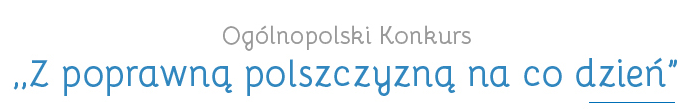 Ogólnopolski Konkurs
,,Z poprawną polszczyzną na co dzień”